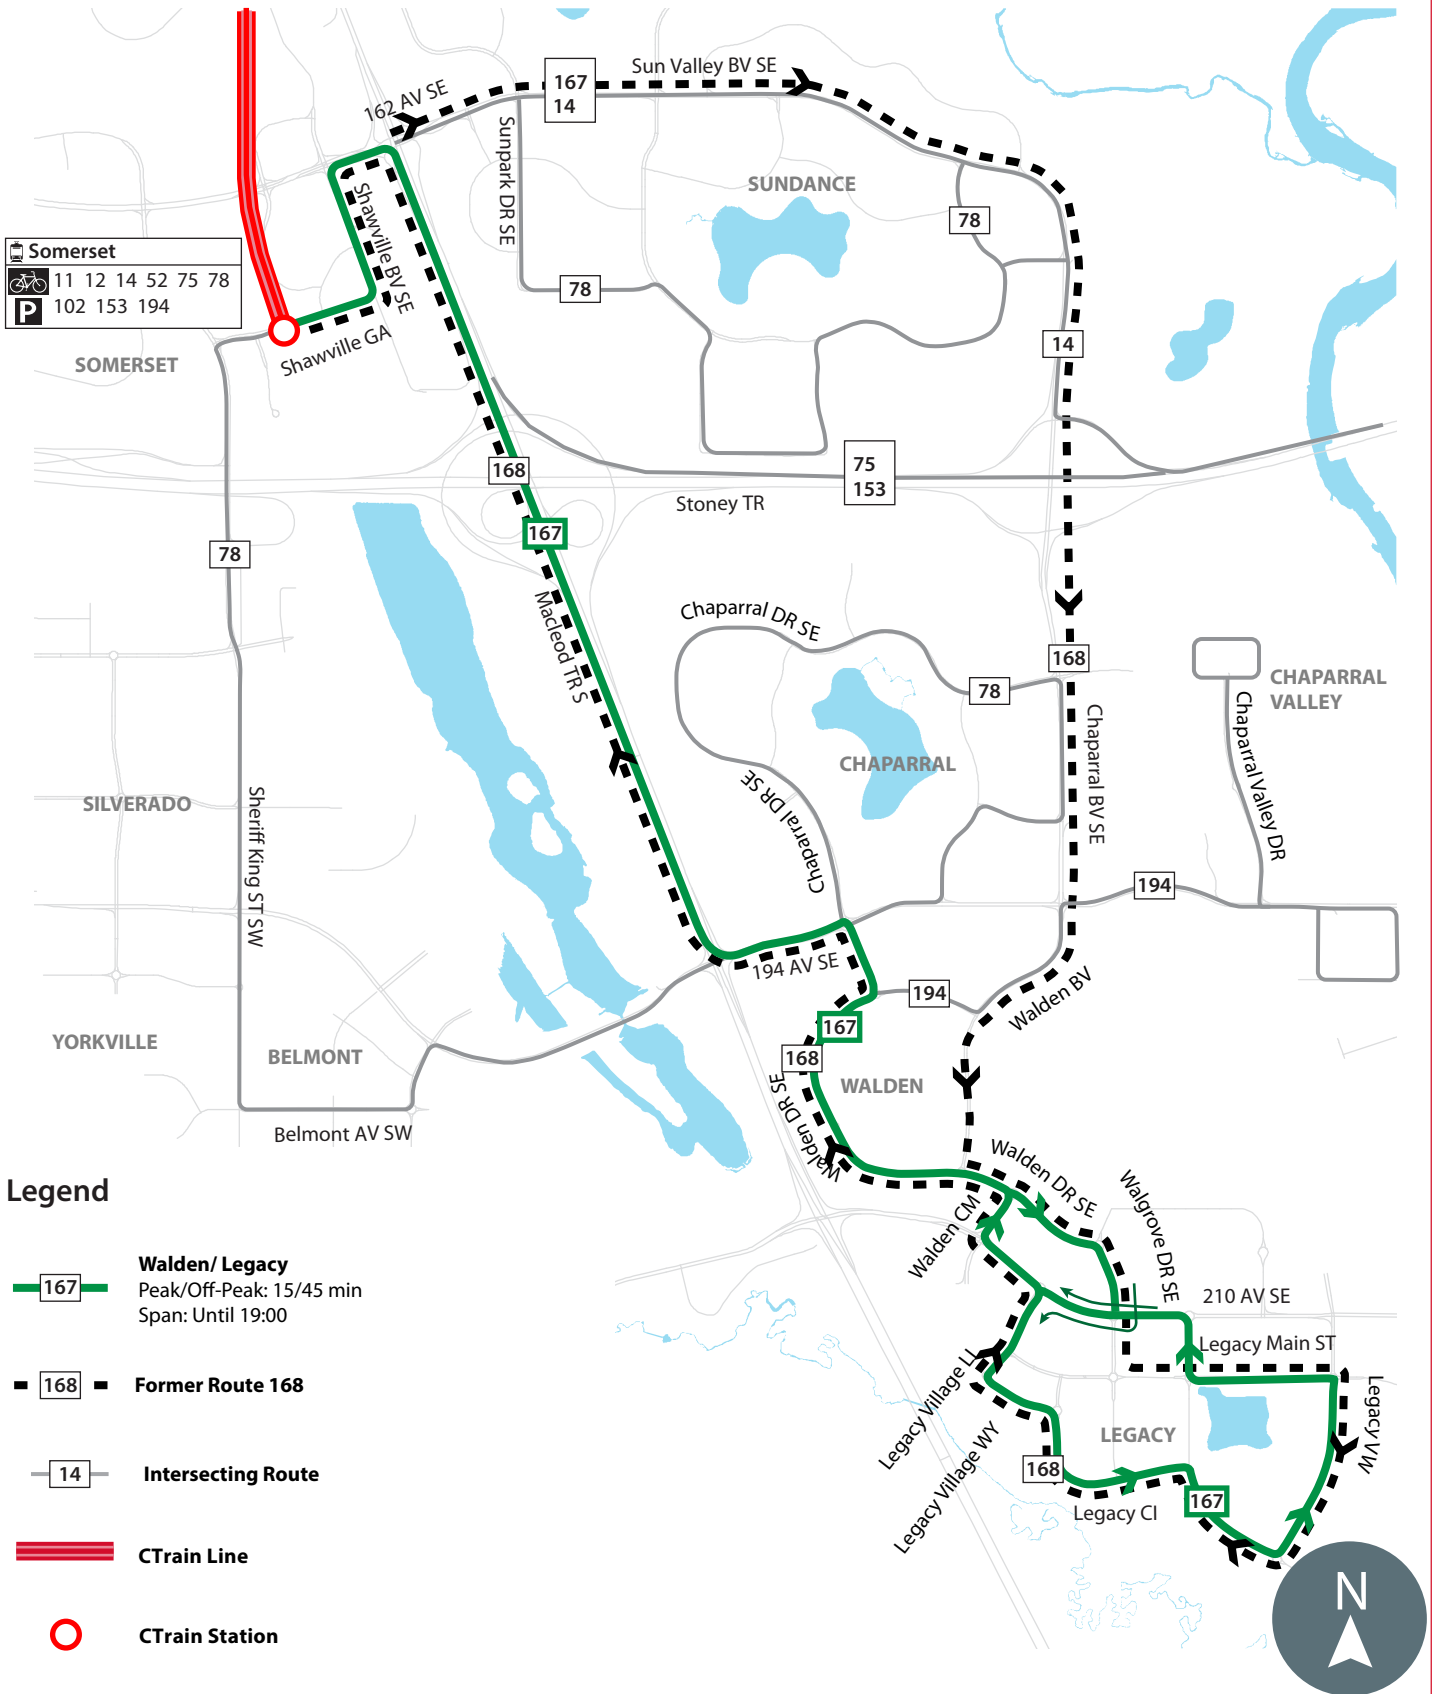 162 AV SE
167
14
Sun Valley BV SE
Sunpark DR SE
SUNDANCE
78
Shawville BV SE
Somerset
11 12 14 52 75 78
P
102 153 194
78
Shawville GA
14
SOMERSET
168
75
153
Stoney TR
167
78
Macleod TR S
Chaparral DR SE
168
78
CHAPARRAL
VALLEY
Chaparral Valley DR
CHAPARRAL
Chaparral BV SE
Chaparral DR SE
SILVERADO
Sheriff King ST SW
194
194 AV SE
194
Walden BV
167
168
YORKVILLE
BELMONT
WALDEN
Walden DR SE
Belmont AV SW
Walden DR SE
Walgrove DR SE
Walden CM
210 AV SE
Legacy Main ST
Legacy Village LI
Legacy VW
Legacy Village WY
LEGACY
168
167
Legacy CI
Legend
167
Walden/ Legacy
Peak/Off-Peak: 15/45 min
Span: Until 19:00
168
Former Route 168
14
Intersecting Route
CTrain Line
CTrain Station
N